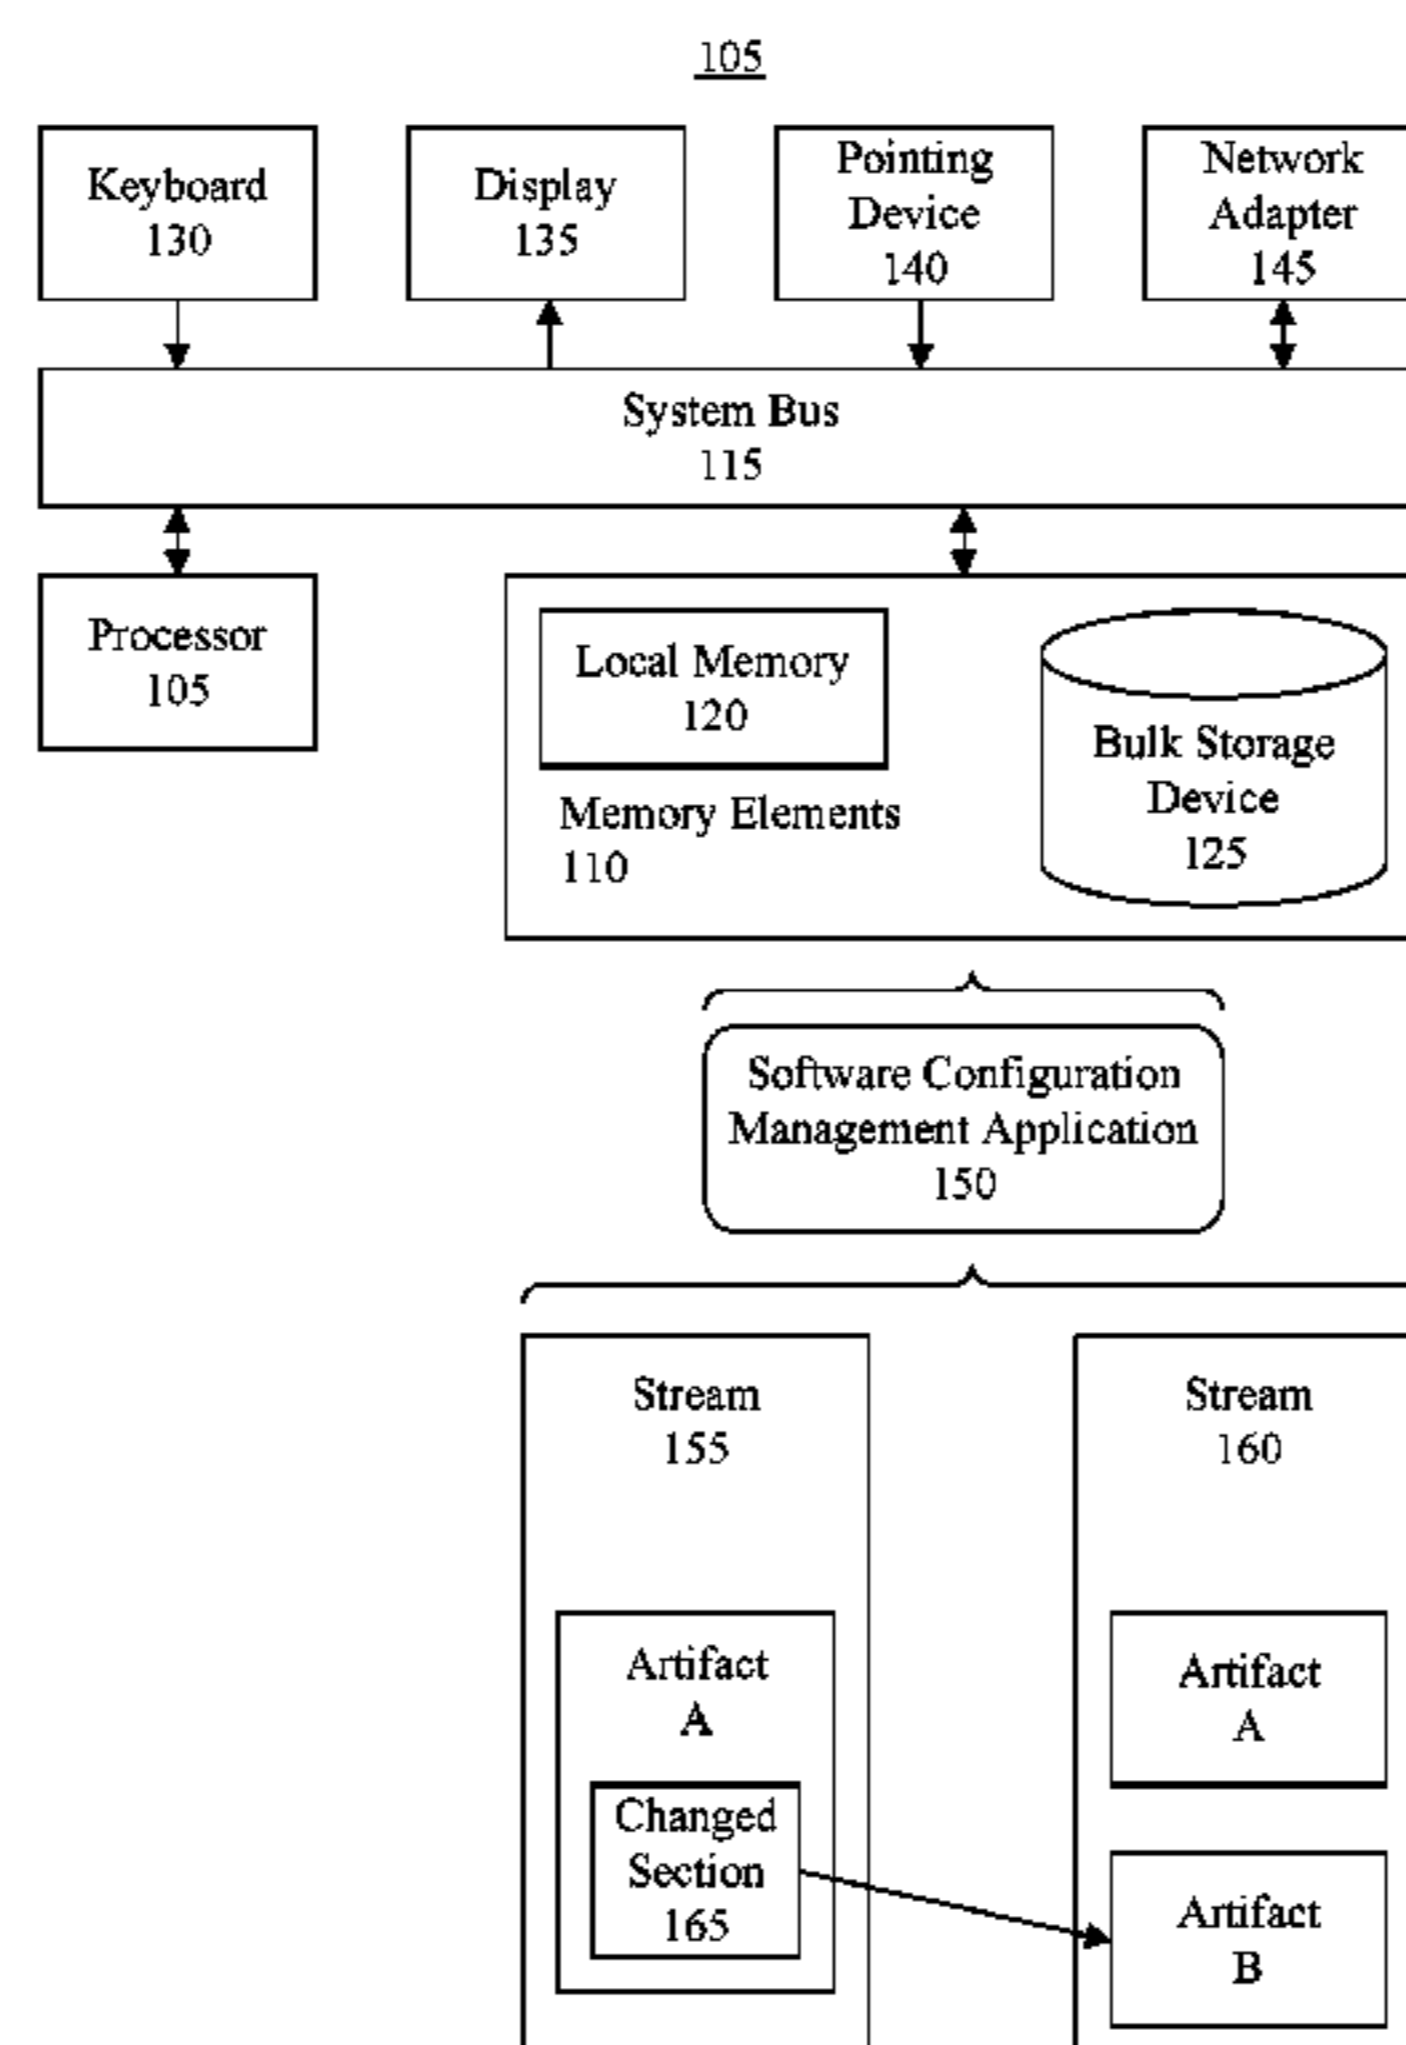 105
Keyboard
130
Display
135
Pointing
Device
140
Network
Adapter
145
System Bus
115
Processor
105
Local Memory
120
Memory Elements
110
Bulk Storage
Device
125
Software Configuration
Management Application
150
Stream
155
Artifact
A
Changed
Section
165
Stream
160
Artifact
A
Artifact
B